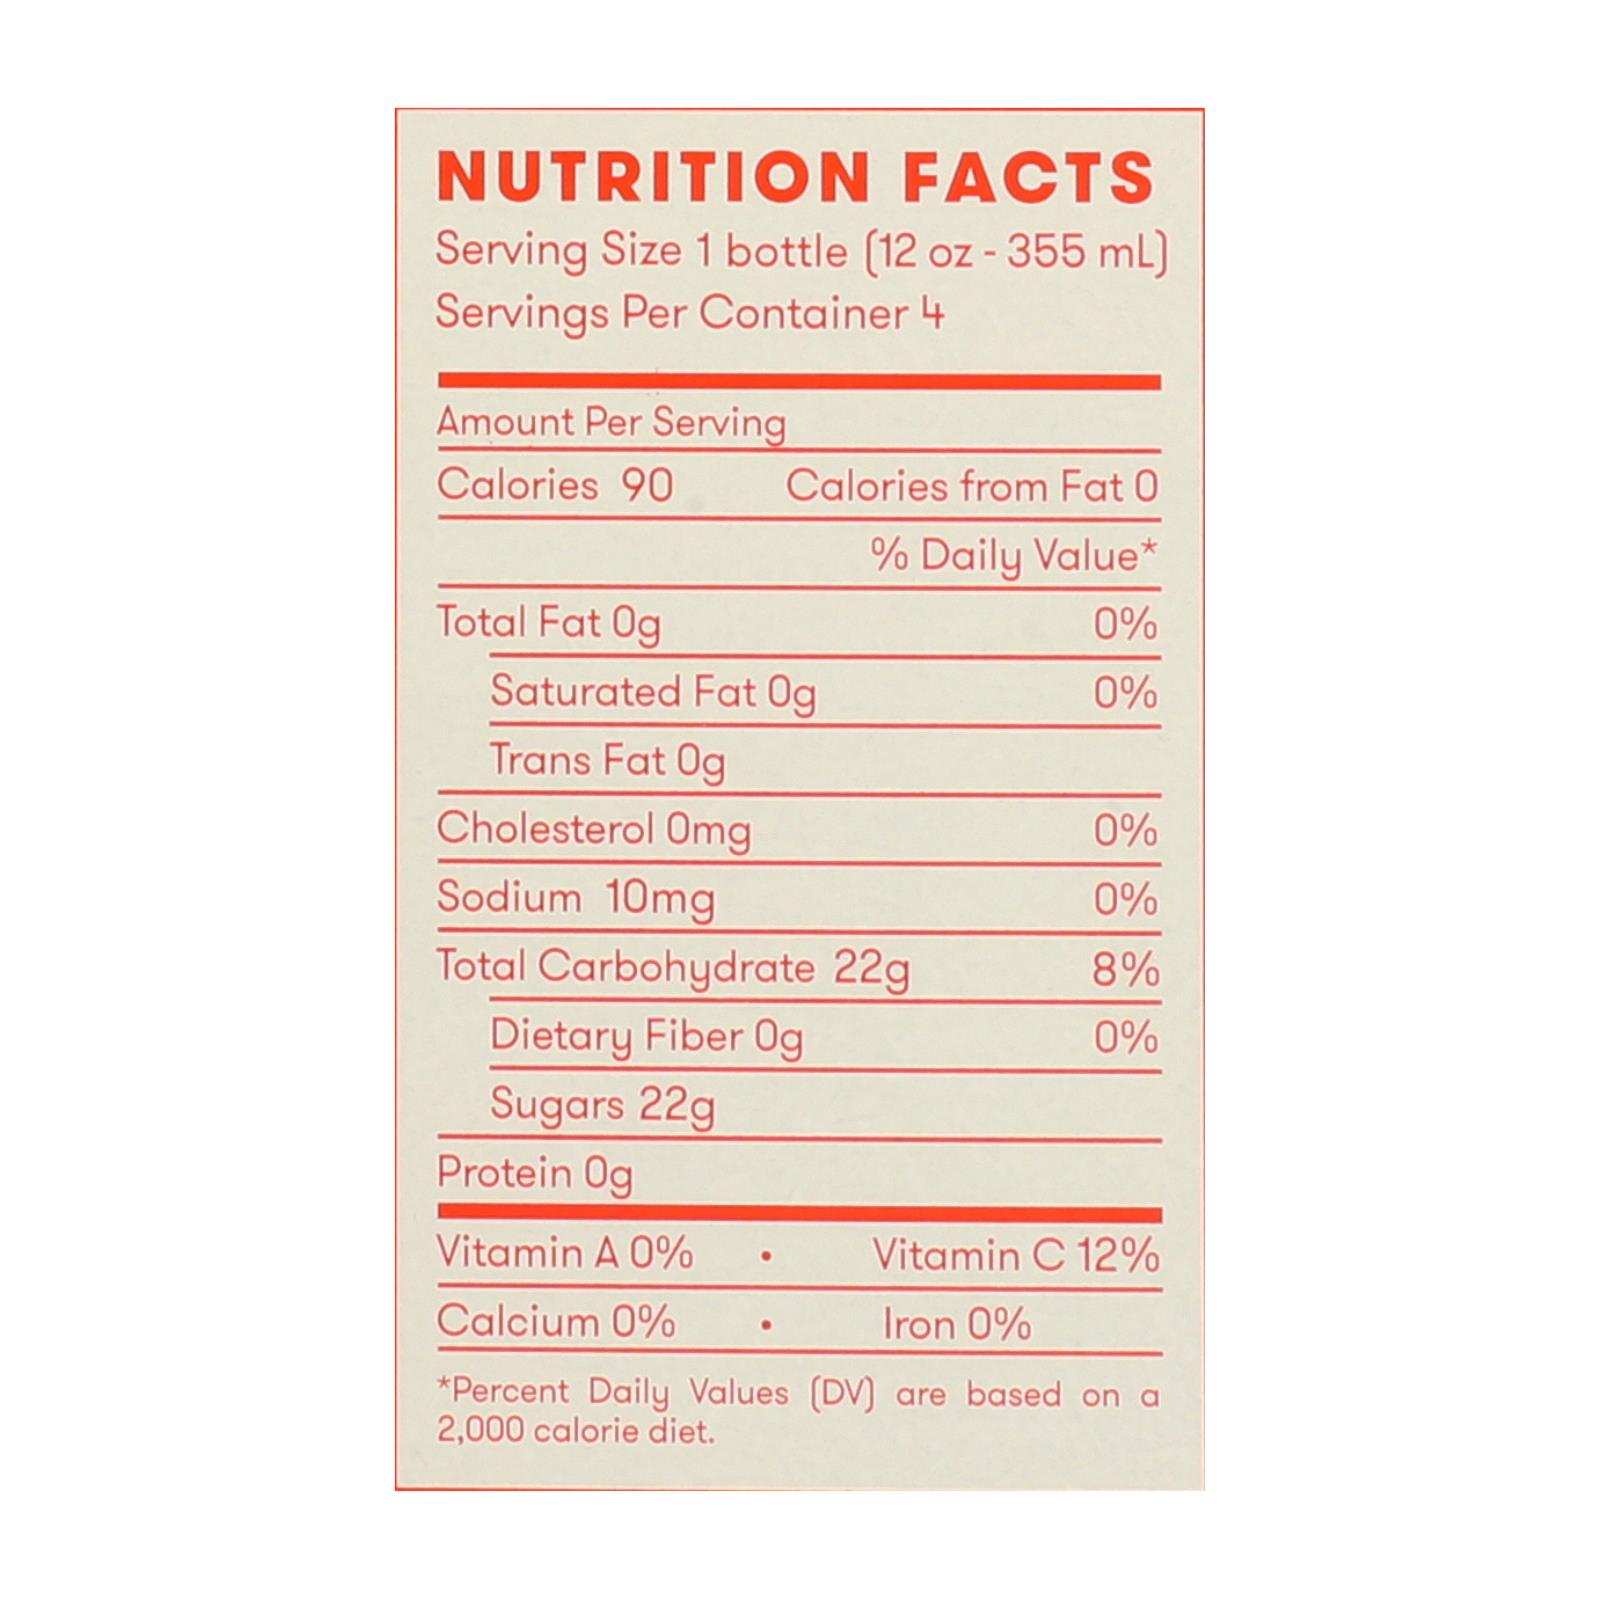 NUTRITION FACTS
Serving Size 1 bottle (12 oz - 355 mL)
Servings Per Container 4
Amount Per Serving
Calories 90 Calories from Fat 0
% Daily Value*
Total Fat 0g 0%
Saturated Fat 0g 0%
Trans Fat 0g
Cholesterol 0mg 0%
Sodium 10mg 0%
Total Carbohydrate 22g 8%
Dietary Fiber 0g 0%
Sugars 22g
Protein 0g
Vitamin A 0% • Vitamin C 12%
Calcium 0% • Iron 0%
*Percent Daily Values (DV) are based on a
2,000 calorie diet.